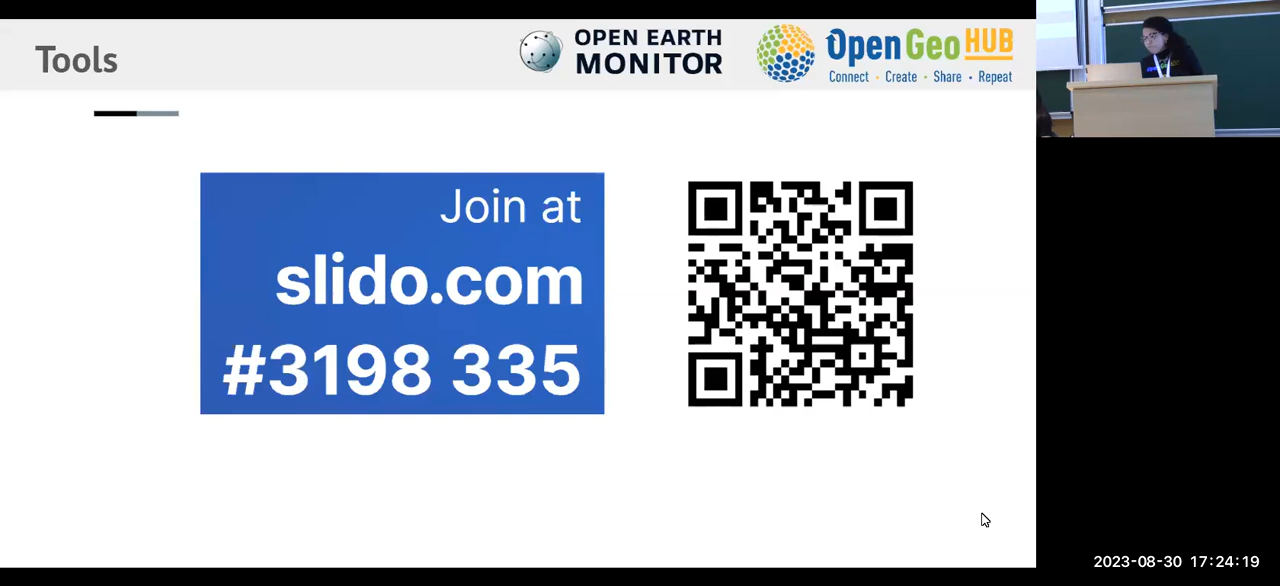 Tools
OPEN EARTH
MONITOR
OpenGeoHUB
Connect • Create • Share • Repeat
Join at
slido.com
#3198 335
2023-08-30 17:24:19